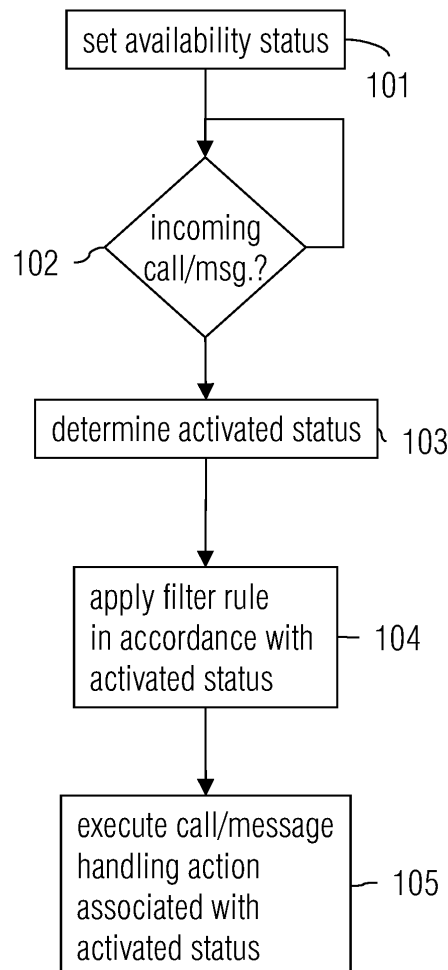 set availability status
101
incoming
call/msg.?
102
determine activated status
103
apply filter rule
in accordance with
activated status
104
execute call/message
handling action
associated with
activated status
105